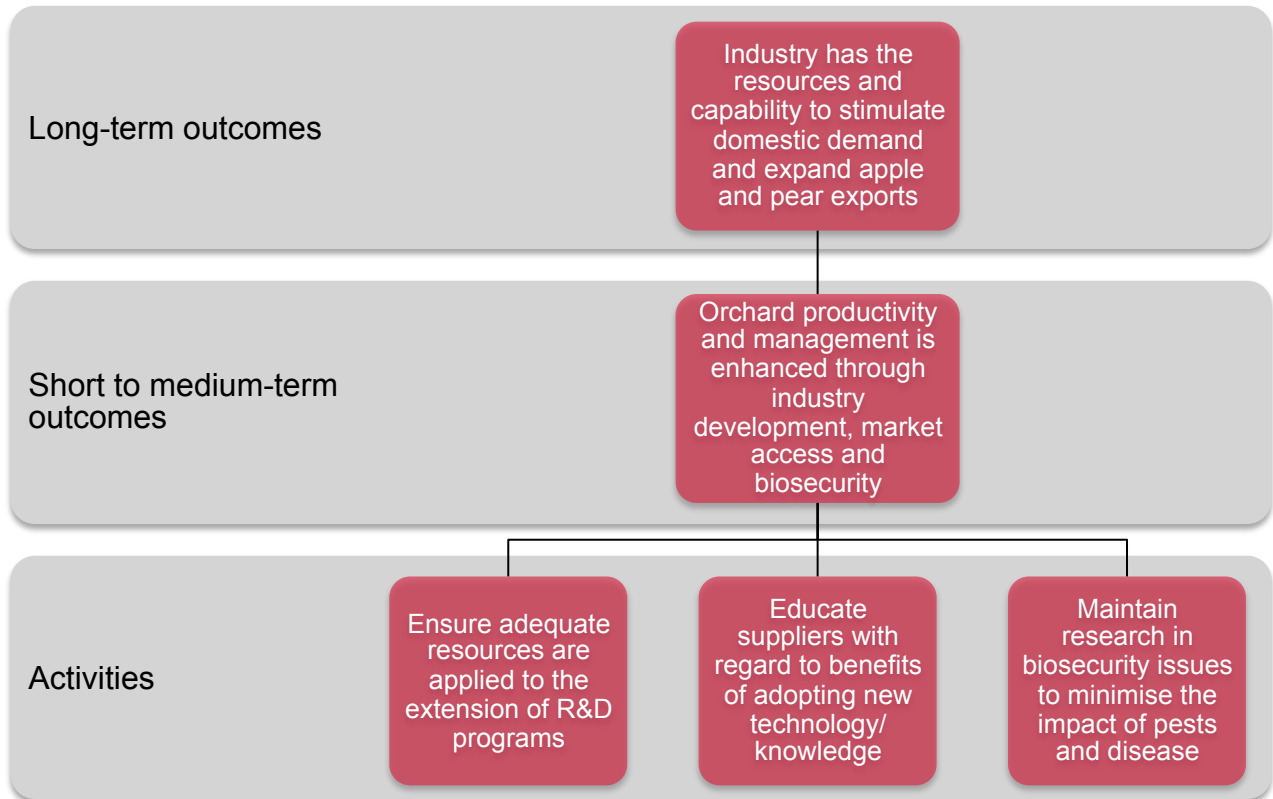 Long-term outcomes
Industry has the
resources and
capability to stimulate
domestic demand
and expand apple
and pear exports
Short to medium-term
outcomes
Orchard productivity
and management is
enhanced through
industry
development, market
access and
biosecurity
Activities
Ensure adequate
resources are
applied to the
extension of R&D
programs
Educate
suppliers with
regard to benefits
of adopting new
technology/
knowledge
Maintain
research in
biosecurity issues
to minimise the
impact of pests
and disease